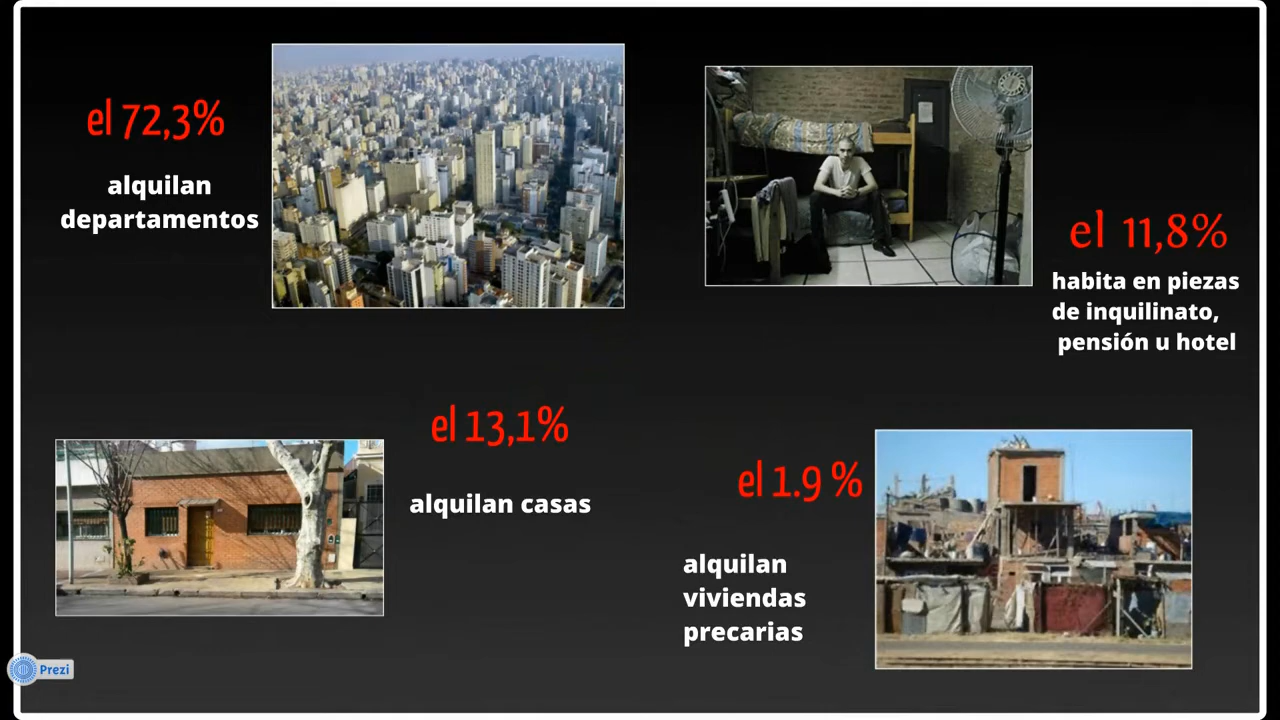 el 72,3%
alquilan
departamentos
el 11,8%
habita en piezas
de inquilinato,
pensión u hotel
el 13,1%
alquilan casas
el 1.9 %
alquilan
viviendas
precarias
Prezi